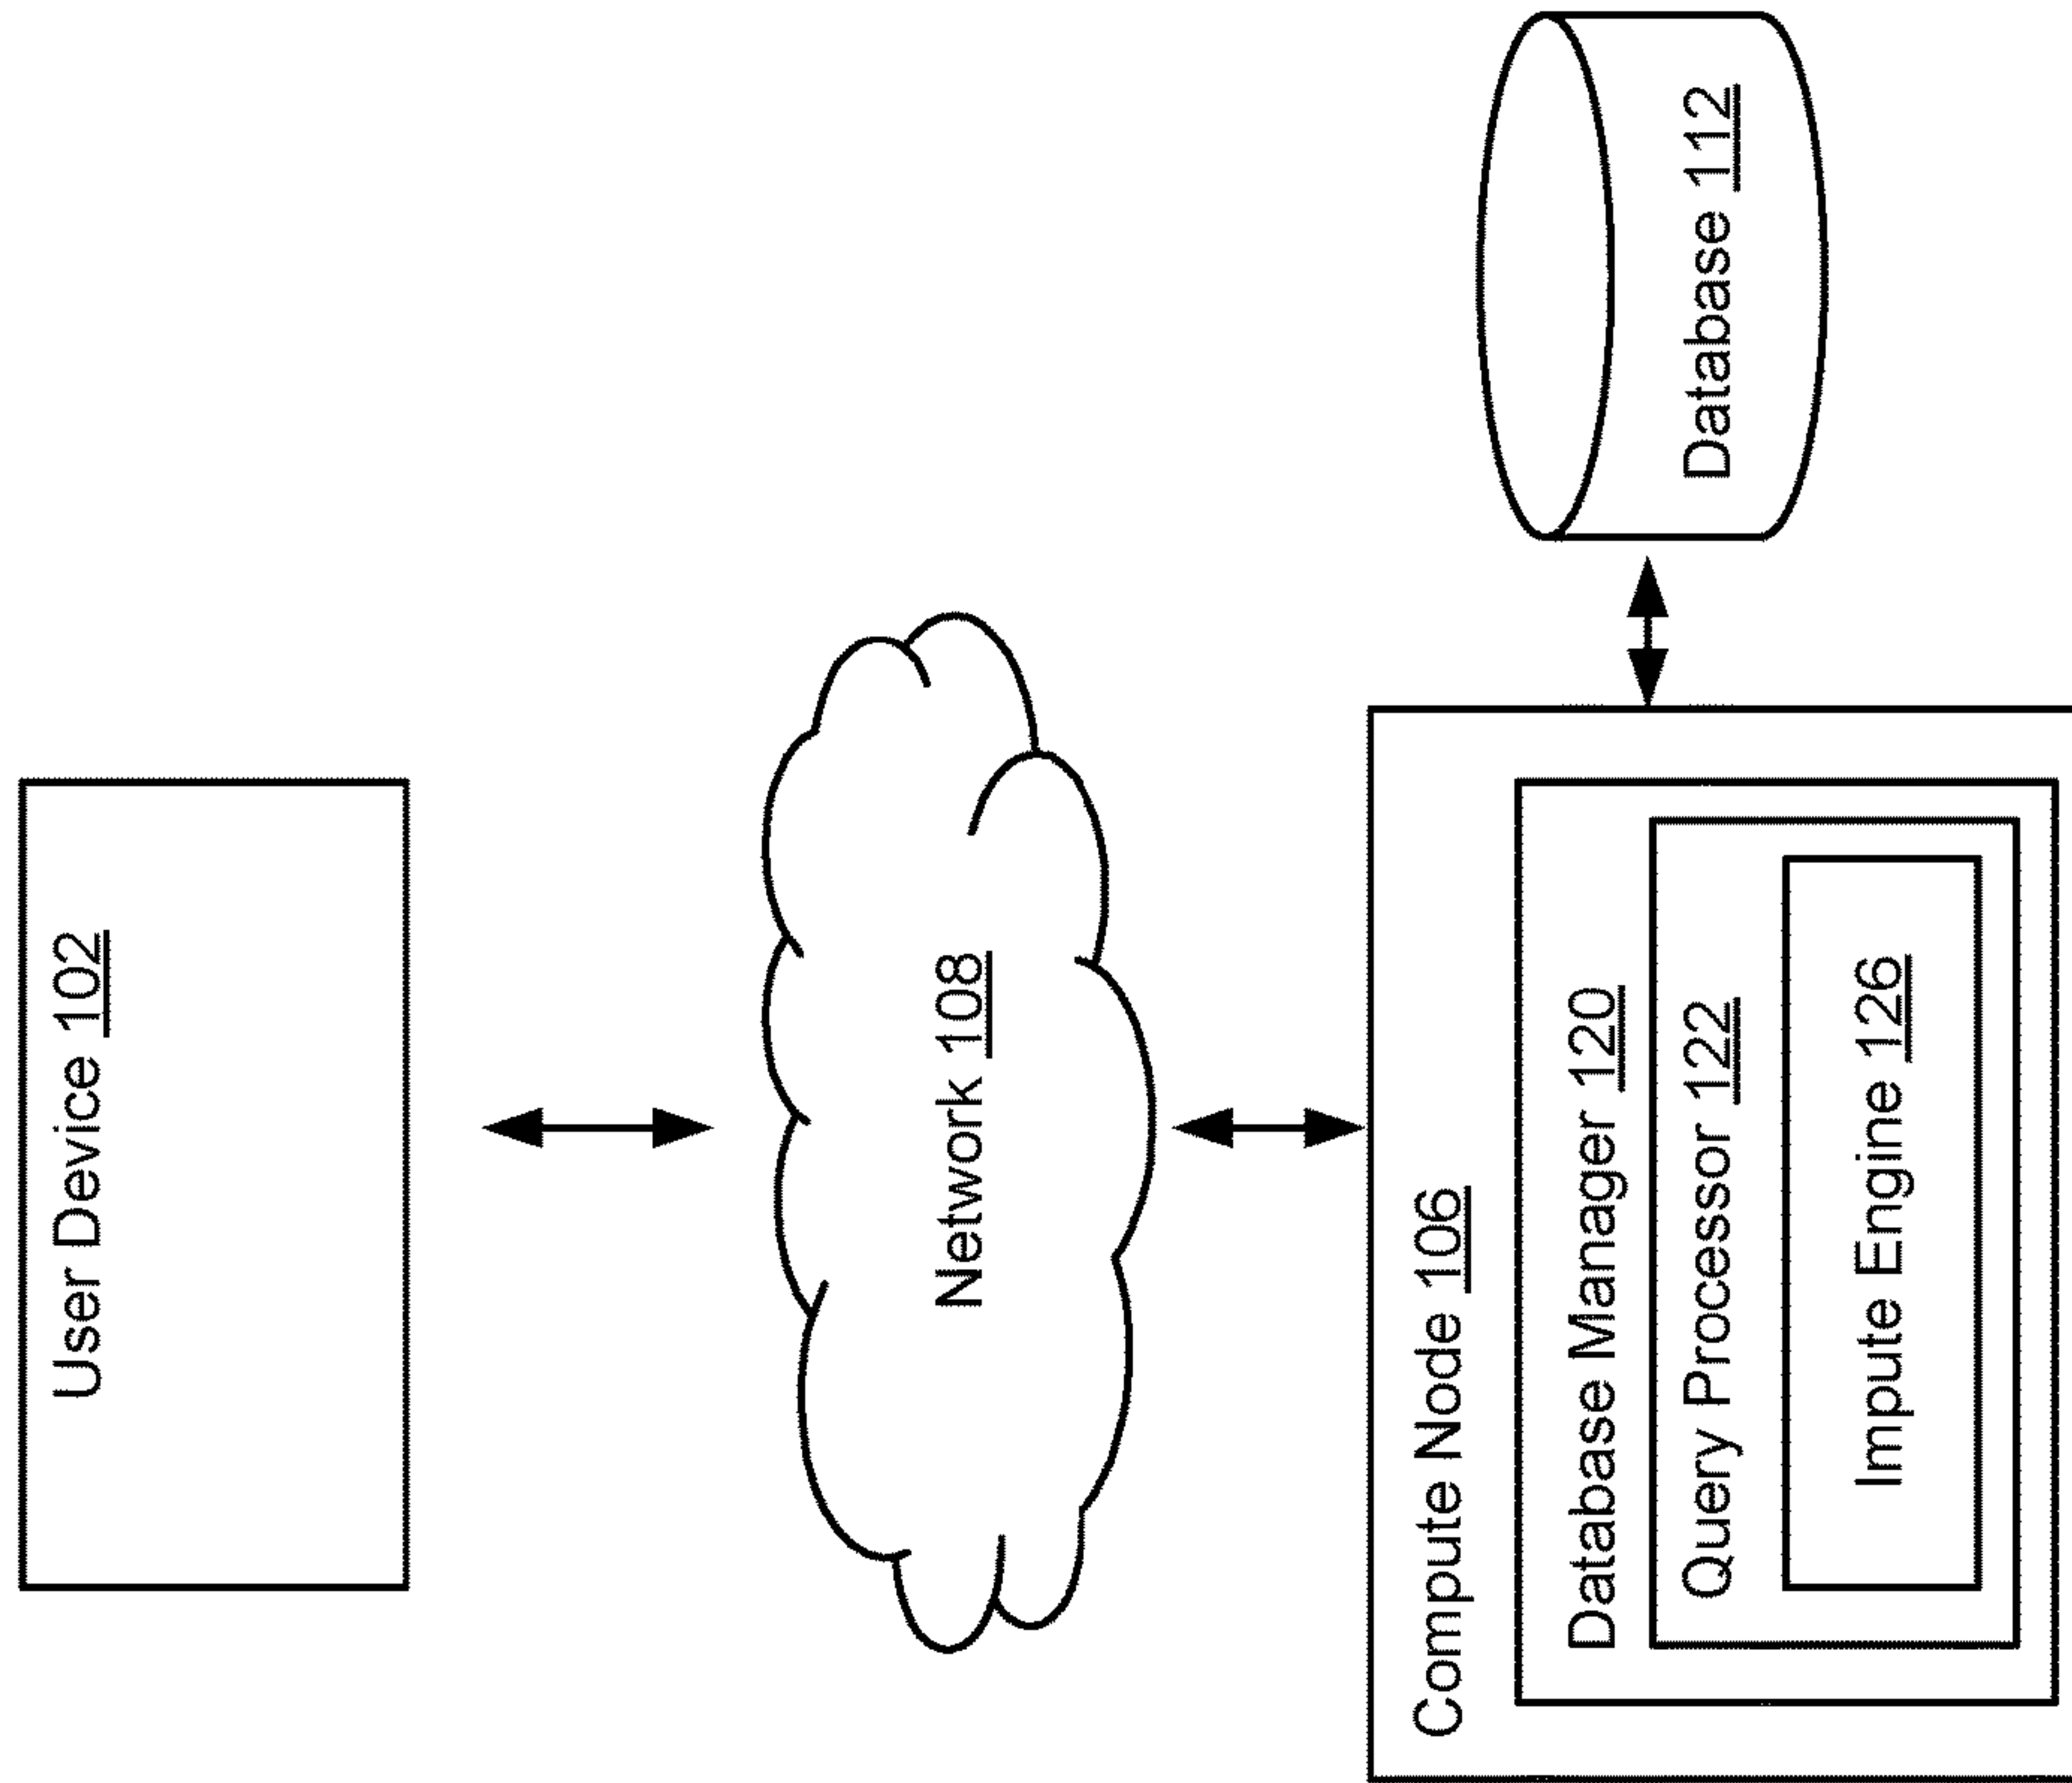 User Device 102
Network 108
Compute Node 106
Database Manager 120
Query Processor 122
Impute Engine 126
Database 112